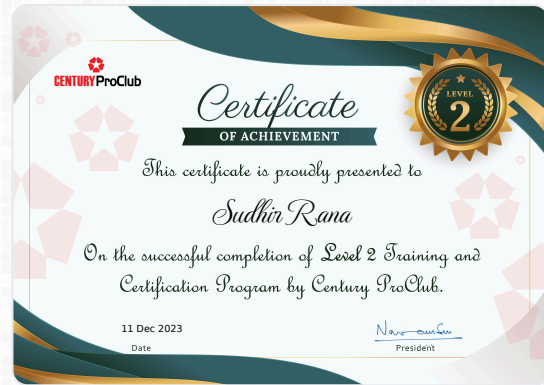 CENTURY ProClub
Certificate
OF ACHIEVEMENT
LEVEL
2
This certificate is proudly presented to
Sudhir Rana
On the successful completion of Level 2 Training and
Certification Program by Century ProClub.
11 Dec 2023
Date
President